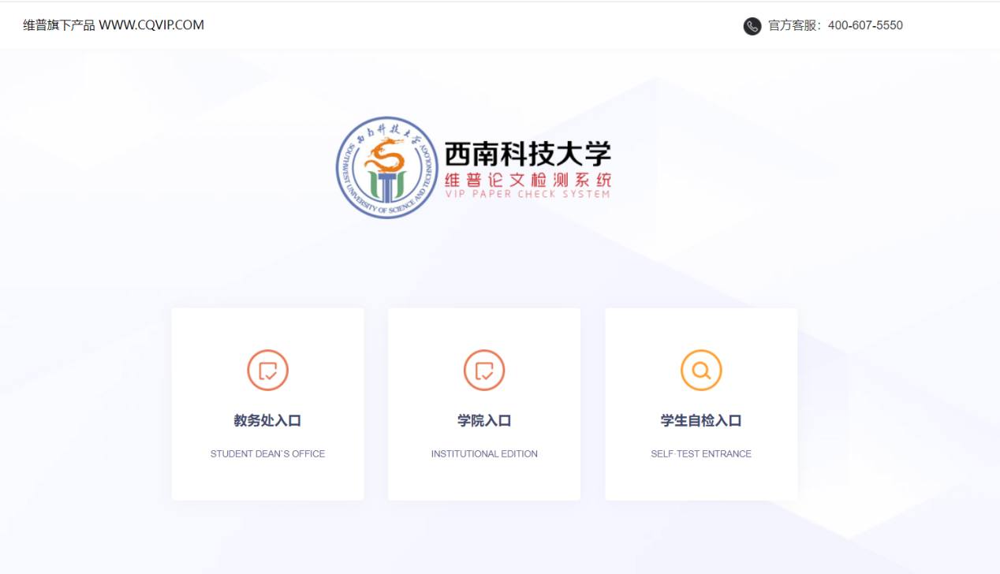 维普旗下产品 WWW.CQVIP.COM
官方客服：400-607-5550
西南科技大学
SOUTHWEST UNIVERSITY OF SCIENCE AND TECHNOLOGY
西南科技大学
维普论文检测系统
VIP PAPER CHECK SYSTEM
教务处入口
STUDENT DEAN`S OFFICE
学院入口
INSTITUTIONAL EDITION
学生自检入口
SELF·TEST ENTRANCE